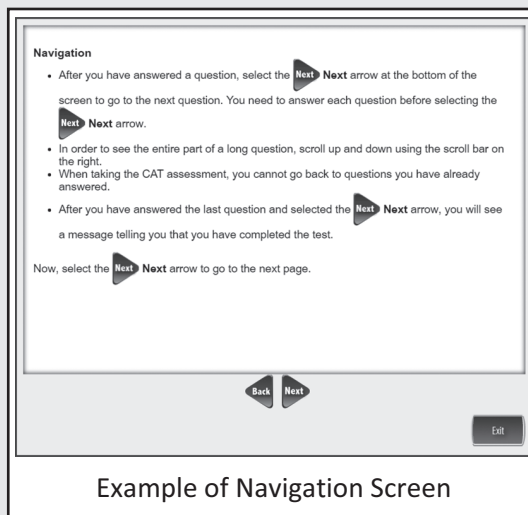 Navigation
• After you have answered a question, select the Next Next arrow at the bottom of the
screen to go to the next question. You need to answer each question before selecting the
Next Next arrow.
• In order to see the entire part of a long question, scroll up and down using the scroll bar on
the right.
• When taking the CAT assessment, you cannot go back to questions you have already
answered.
• After you have answered the last question and selected the Next Next arrow, you will see
a message telling you that you have completed the test.
Now, select the Next Next arrow to go to the next page.
Back Next
Exit
Example of Navigation Screen